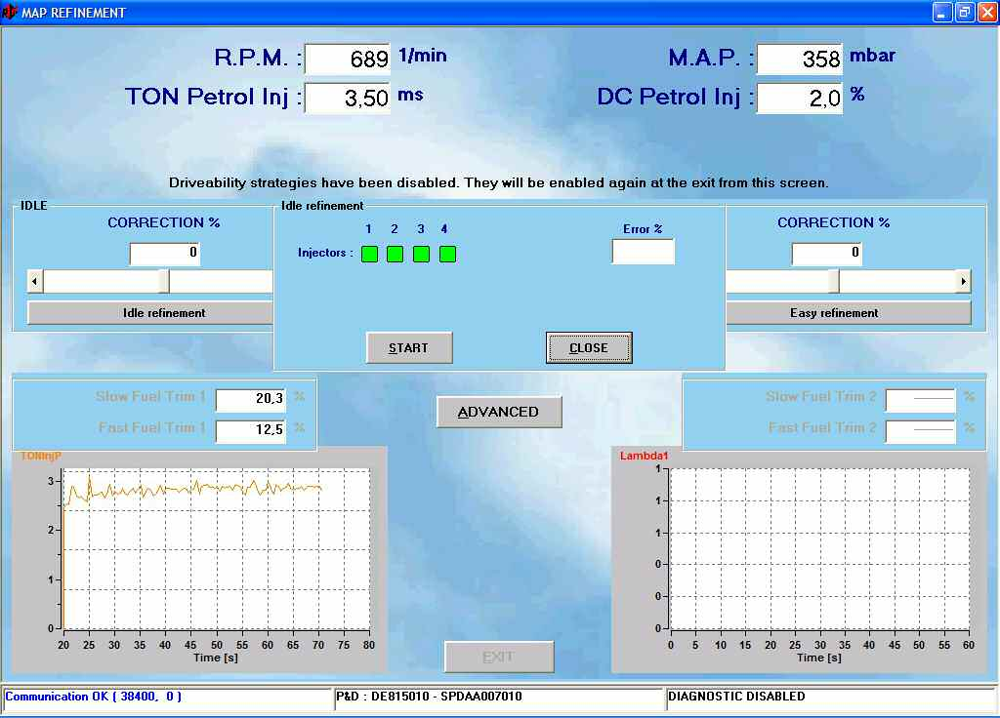 MAP REFINEMENT
R.P.M. : 689 1/min
M.A.P. : 358 mbar
TON Petrol Inj : 3,50 ms
DC Petrol Inj : 2,0 %
Driveability strategies have been disabled. They will be enabled again at the exit from this screen.
IDLE
CORRECTION %
0
Idle refinement
Idle refinement
1 2 3 4
Injectors :
Error %
START
CLOSE
CORRECTION %
0
Easy refinement
Slow Fuel Trim 1 20,3 %
Fast Fuel Trim 1 12,5 %
ADVANCED
Slow Fuel Trim 2 %
Fast Fuel Trim 2 %
TONInjP
3
2
1
0
20 25 30 35 40 45 50 55 60 65 70 75 80
Time [s]
Lambda1
1
1
1
0
0
0
0 5 10 15 20 25 30 35 40 45 50 55 60
Time [s]
EXIT
Communication OK ( 38400, 0 )
P&D : DE815010 - SPDAA007010
DIAGNOSTIC DISABLED